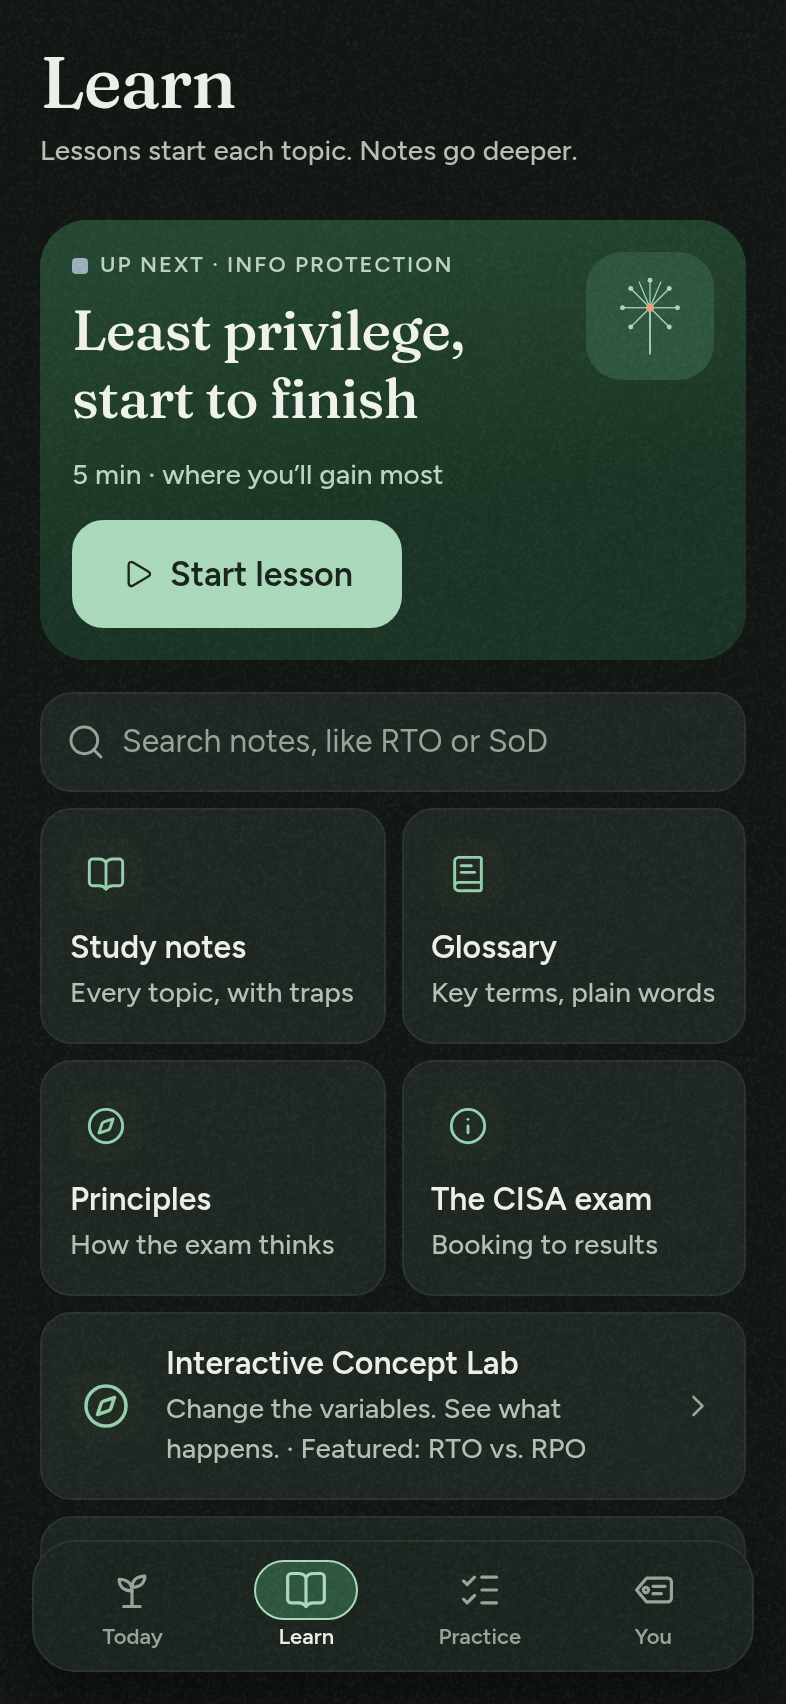 Learn
Lessons start each topic. Notes go deeper.
UP NEXT · INFO PROTECTION
Least privilege,
start to finish
5 min · where you’ll gain most
Start lesson
Search notes, like RTO or SoD
Study notes
Every topic, with traps
Glossary
Key terms, plain words
Principles
How the exam thinks
The CISA exam
Booking to results
Interactive Concept Lab
Change the variables. See what
happens. · Featured: RTO vs. RPO
Today
Learn
Practice
You